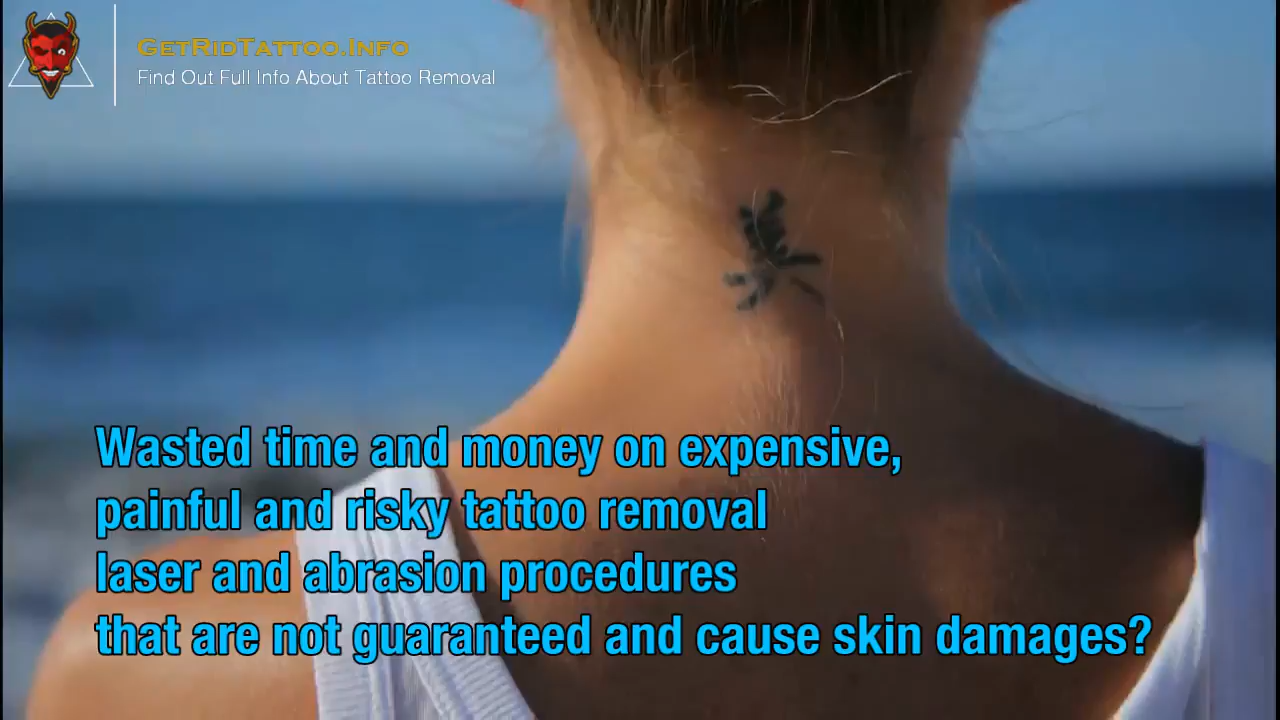 GetRidTattoo.Info
Find Out Full Info About Tattoo Removal
Wasted time and money on expensive,
painful and risky tattoo removal
laser and abrasion procedures
that are not guaranteed and cause skin damages?